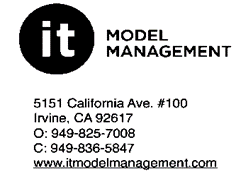 it
MODEL
MANAGEMENT
5151 California Ave. #100
Irvine, CA 92617
O: 949-825-7008
C: 949-836-5847
www.itmodelmanagement.com